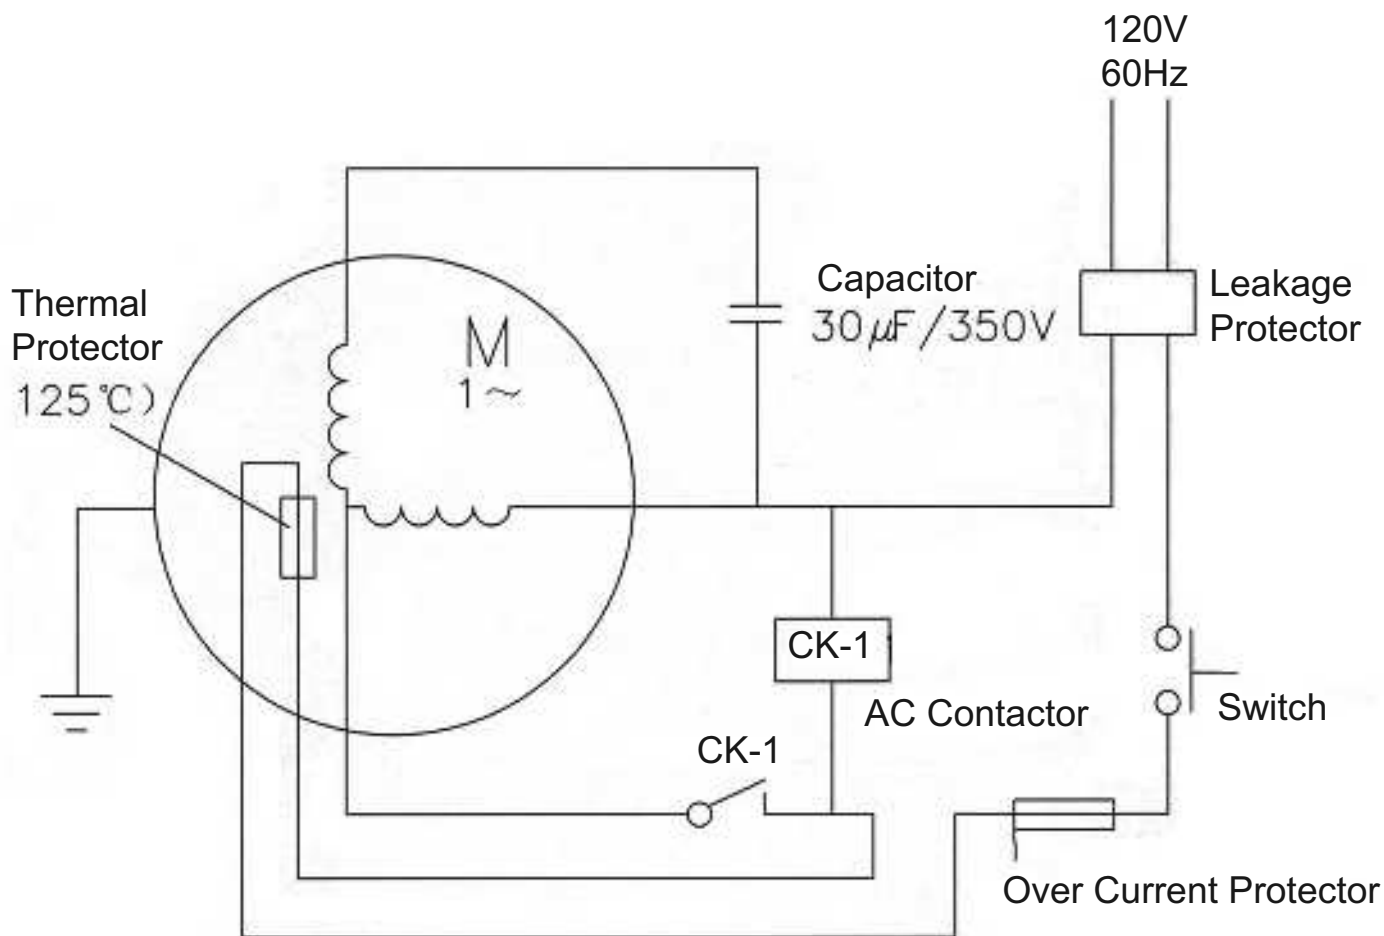 120V
60Hz
Capacitor
30μF/350V
Leakage
Protector
Thermal
Protector
125℃)
M
1~
CK-1
AC Contactor
Switch
CK-1
Over Current Protector